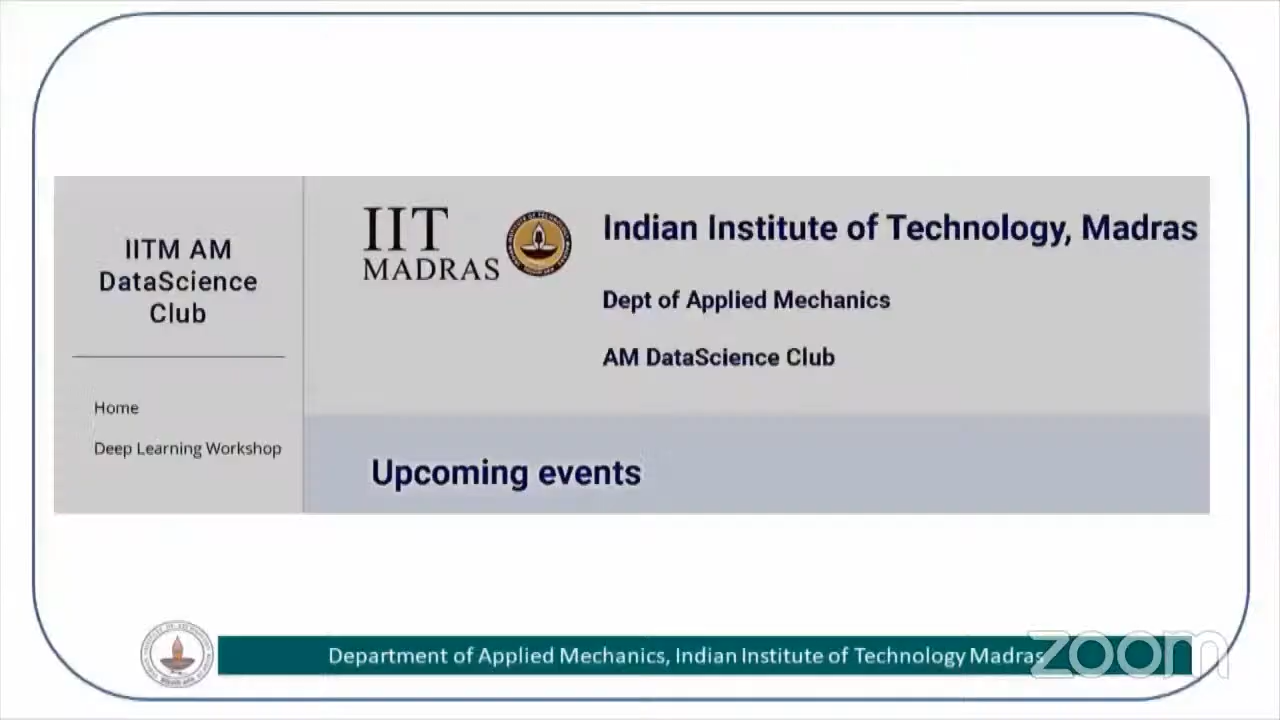 IITM AM
DataScience
Club
Home
Deep Learning Workshop
IIT
MADRAS
Indian Institute of Technology, Madras
Dept of Applied Mechanics
AM DataScience Club
Upcoming events
Department of Applied Mechanics, Indian Institute of Technology Madras
zoom